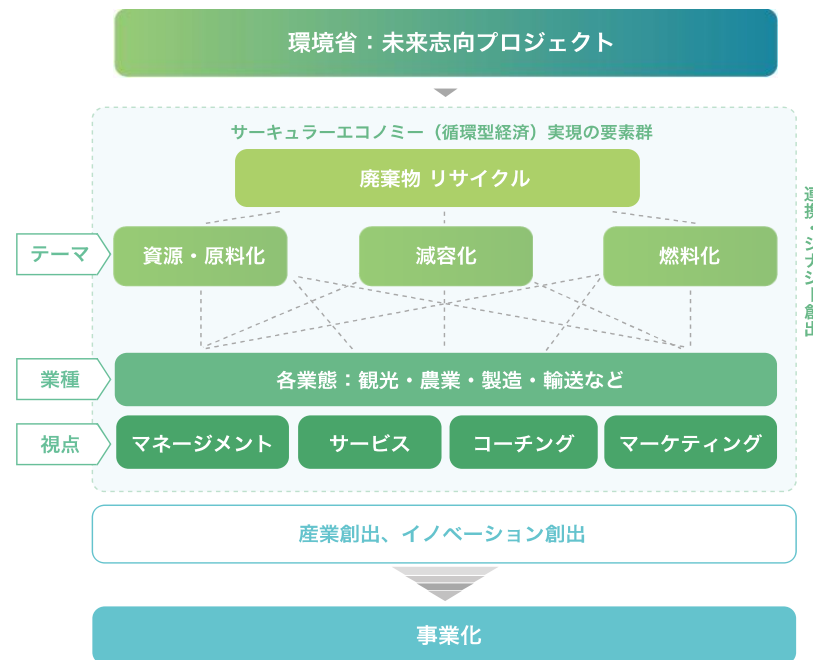 環境省：未来志向プロジェクト
サーキュラーエコノミー（循環型経済）実現の要素群
廃棄物 リサイクル
テーマ
資源・原料化
減容化
燃料化
業種
各業態：観光・農業・製造・輸送など
視点
マネージメント
サービス
コーチング
マーケティング
産業創出、イノベーション創出
事業化